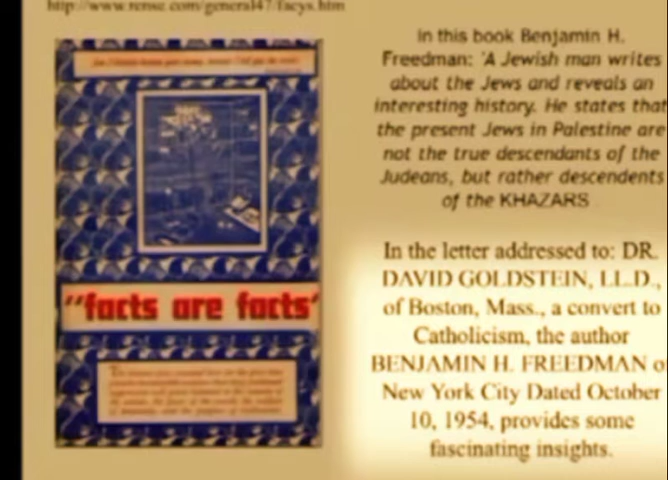 http://www.rense.com/general47/facys.htm
"facts are facts"
In this book Benjamin H.
Freedman: 'A Jewish man writes
about the Jews and reveals an
interesting history. He states that
the present Jews in Palestine are
not the true descendants of the
Judeans, but rather descendents
of the KHAZARS
In the letter addressed to: DR.
DAVID GOLDSTEIN, LL.D.,
of Boston, Mass., a convert to
Catholicism, the author
BENJAMIN H. FREEDMAN o
New York City Dated October
10, 1954, provides some
fascinating insights.